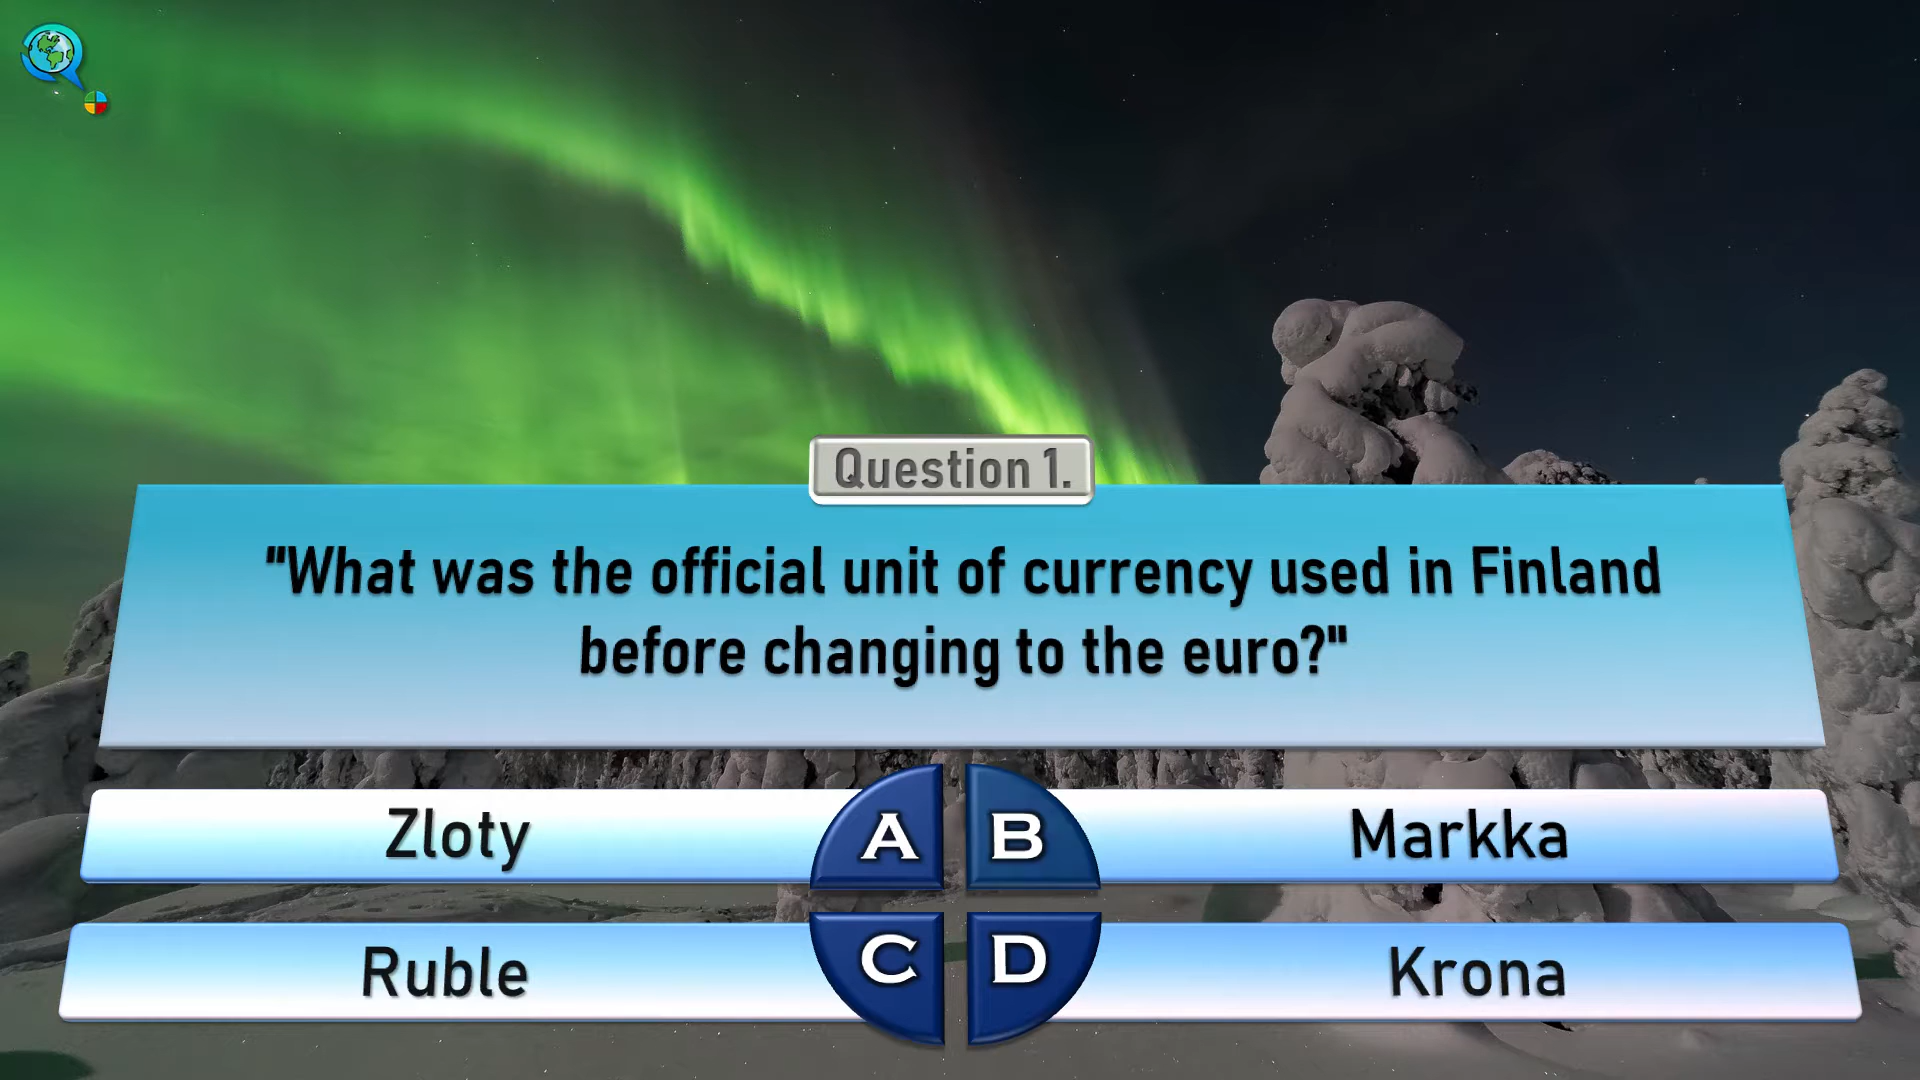 Question 1.
"What was the official unit of currency used in Finland
before changing to the euro?"
A Zloty
B Markka
C Ruble
D Krona